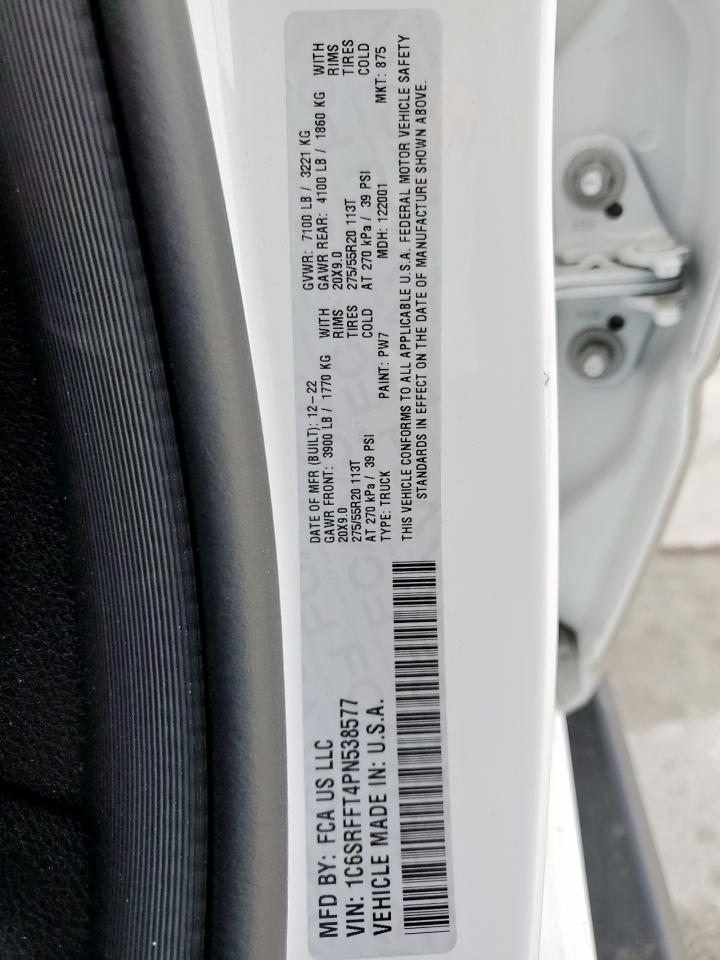 MFD BY: FCA US LLC
VIN: 1C6SRFFT4PN538577
VEHICLE MADE IN: U.S.A.
DATE OF MFR (BUILT): 12-22 GVWR: 7100 LB / 3221 KG
GAWR FRONT: 3900 LB / 1770 KG WITH GAWR REAR: 4100 LB / 1860 KG WITH
20X9.0 RIMS 20X9.0 RIMS
275/55R20 113T TIRES 275/55R20 113T TIRES
AT 270 kPa / 39 PSI COLD AT 270 kPa / 39 PSI COLD
TYPE: TRUCK PAINT: PW7 MDH: 122001 MKT: 875
THIS VEHICLE CONFORMS TO ALL APPLICABLE U.S.A. FEDERAL MOTOR VEHICLE SAFETY
STANDARDS IN EFFECT ON THE DATE OF MANUFACTURE SHOWN ABOVE.